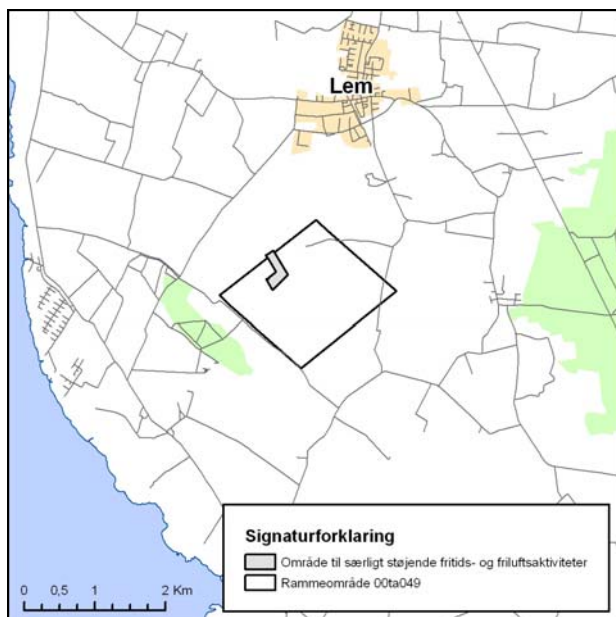 Lem
Signaturforklaring
Område til særligt støjende fritids- og friluftsaktiviteter
Rammeområde 00ta049
0 0,5 1 2 Km